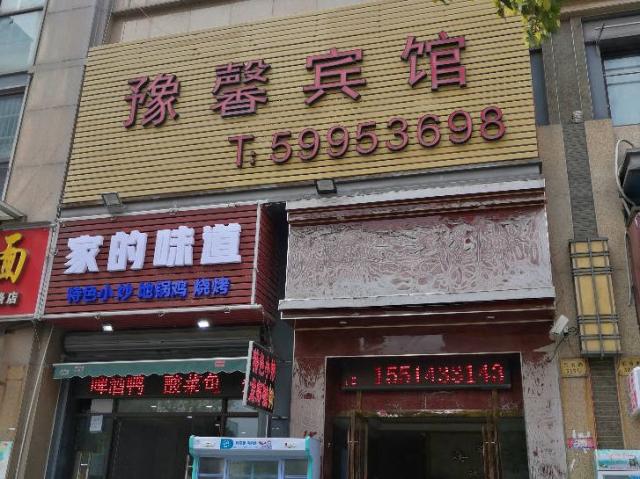 豫馨宾馆
T:59953698
面
家的味道
特色小炒 地锅鸡 烧烤
啤酒鸭 酸菜鱼